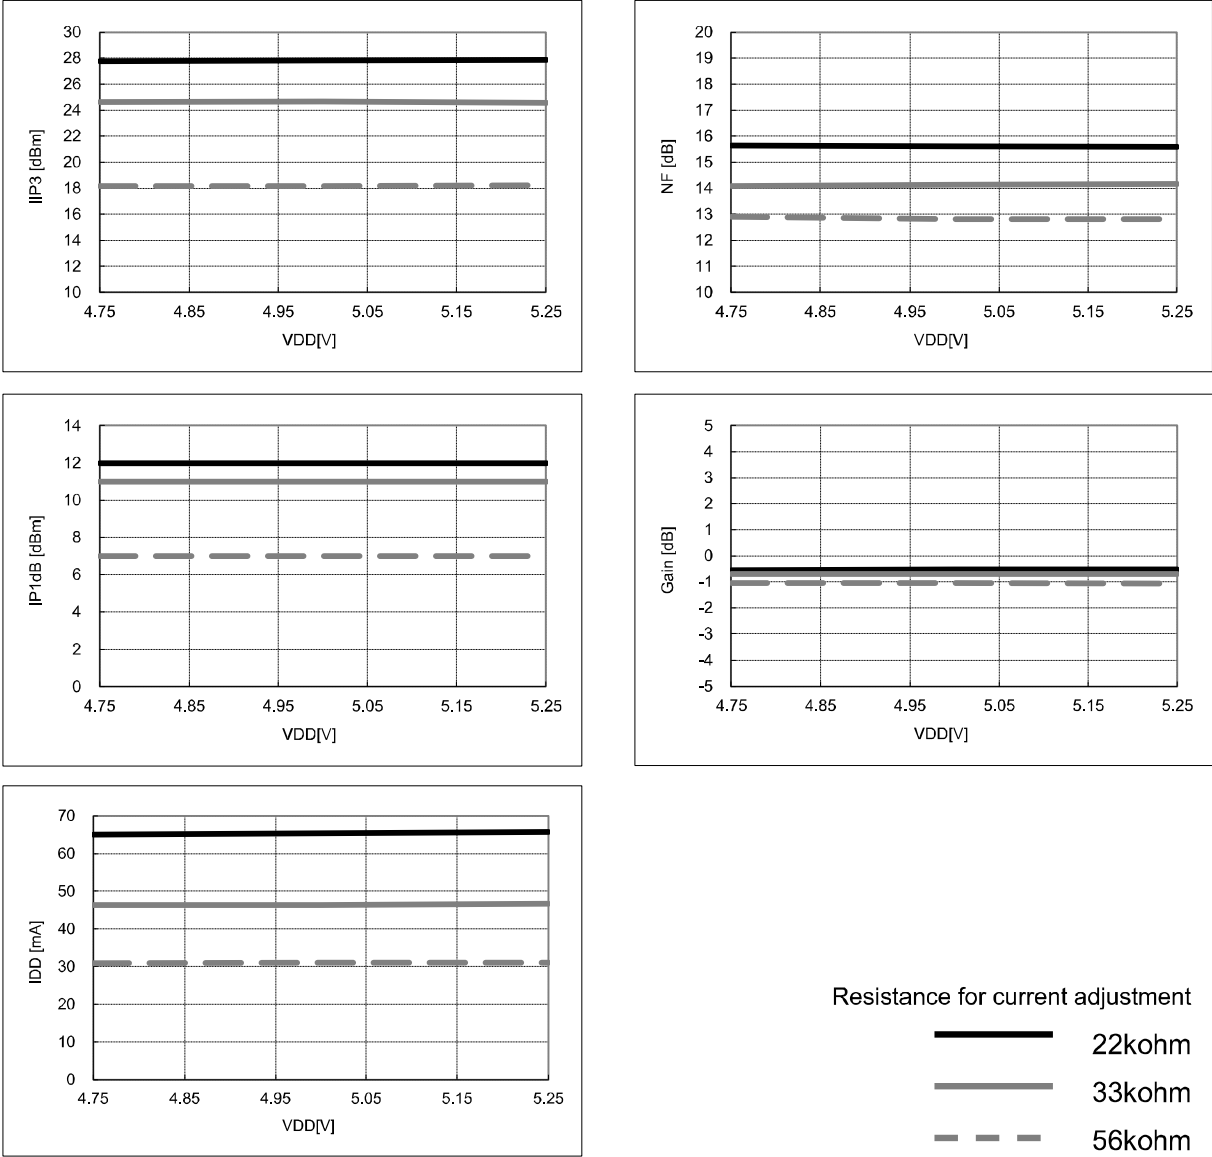 30
28
26
24
22
20
18
16
14
12
10
IIP3 [dBm]
4.75 4.85 4.95 5.05 5.15 5.25
VDD[V]
20
19
18
17
16
15
14
13
12
11
10
NF [dB]
4.75 4.85 4.95 5.05 5.15 5.25
VDD[V]
14
12
10
8
6
4
2
0
IP1dB [dBm]
4.75 4.85 4.95 5.05 5.15 5.25
VDD[V]
5
4
3
2
1
0
-1
-2
-3
-4
-5
Gain [dB]
4.75 4.85 4.95 5.05 5.15 5.25
VDD[V]
70
60
50
40
30
20
10
0
IDD [mA]
4.75 4.85 4.95 5.05 5.15 5.25
VDD[V]
Resistance for current adjustment
22kohm
33kohm
56kohm